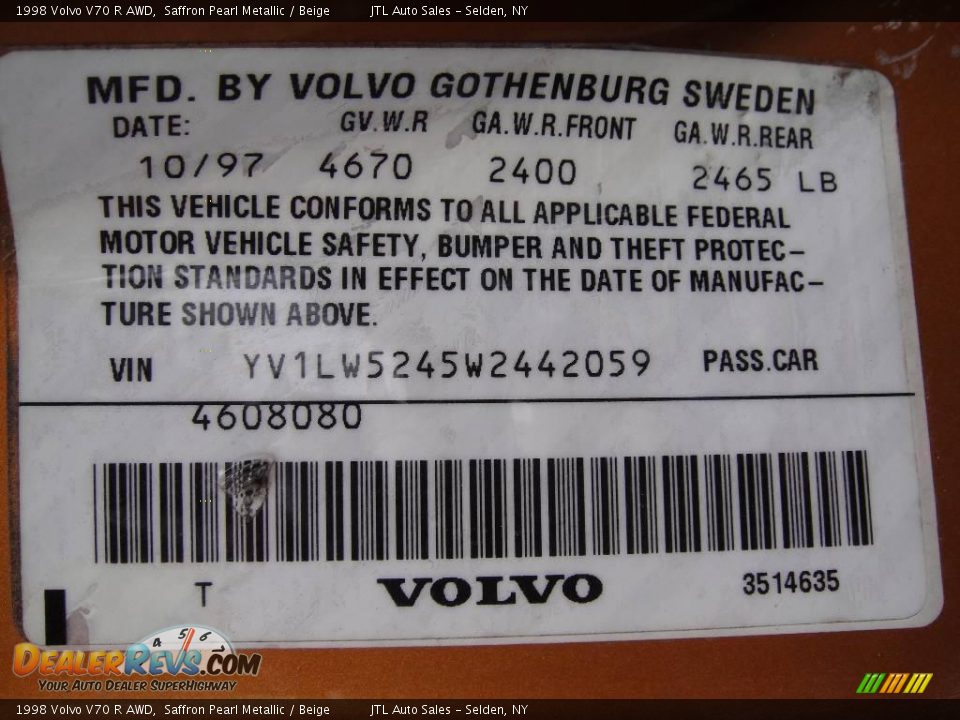 1998 Volvo V70 R AWD, Saffron Pearl Metallic / Beige JTL Auto Sales - Selden, NY
MFD. BY VOLVO GOTHENBURG SWEDEN
DATE: GV.W.R GA.W.R.FRONT GA.W.R.REAR
10/97 4670 2400 2465 LB
THIS VEHICLE CONFORMS TO ALL APPLICABLE FEDERAL
MOTOR VEHICLE SAFETY, BUMPER AND THEFT PROTEC-
TION STANDARDS IN EFFECT ON THE DATE OF MANUFAC-
TURE SHOWN ABOVE.
VIN YV1LW5245W2442059 PASS.CAR
4608080
T VOLVO 3514635
4 5 6 7
DEALERREVS.COM
YOUR AUTO DEALER SUPERHIGHWAY
1998 Volvo V70 R AWD, Saffron Pearl Metallic / Beige JTL Auto Sales - Selden, NY